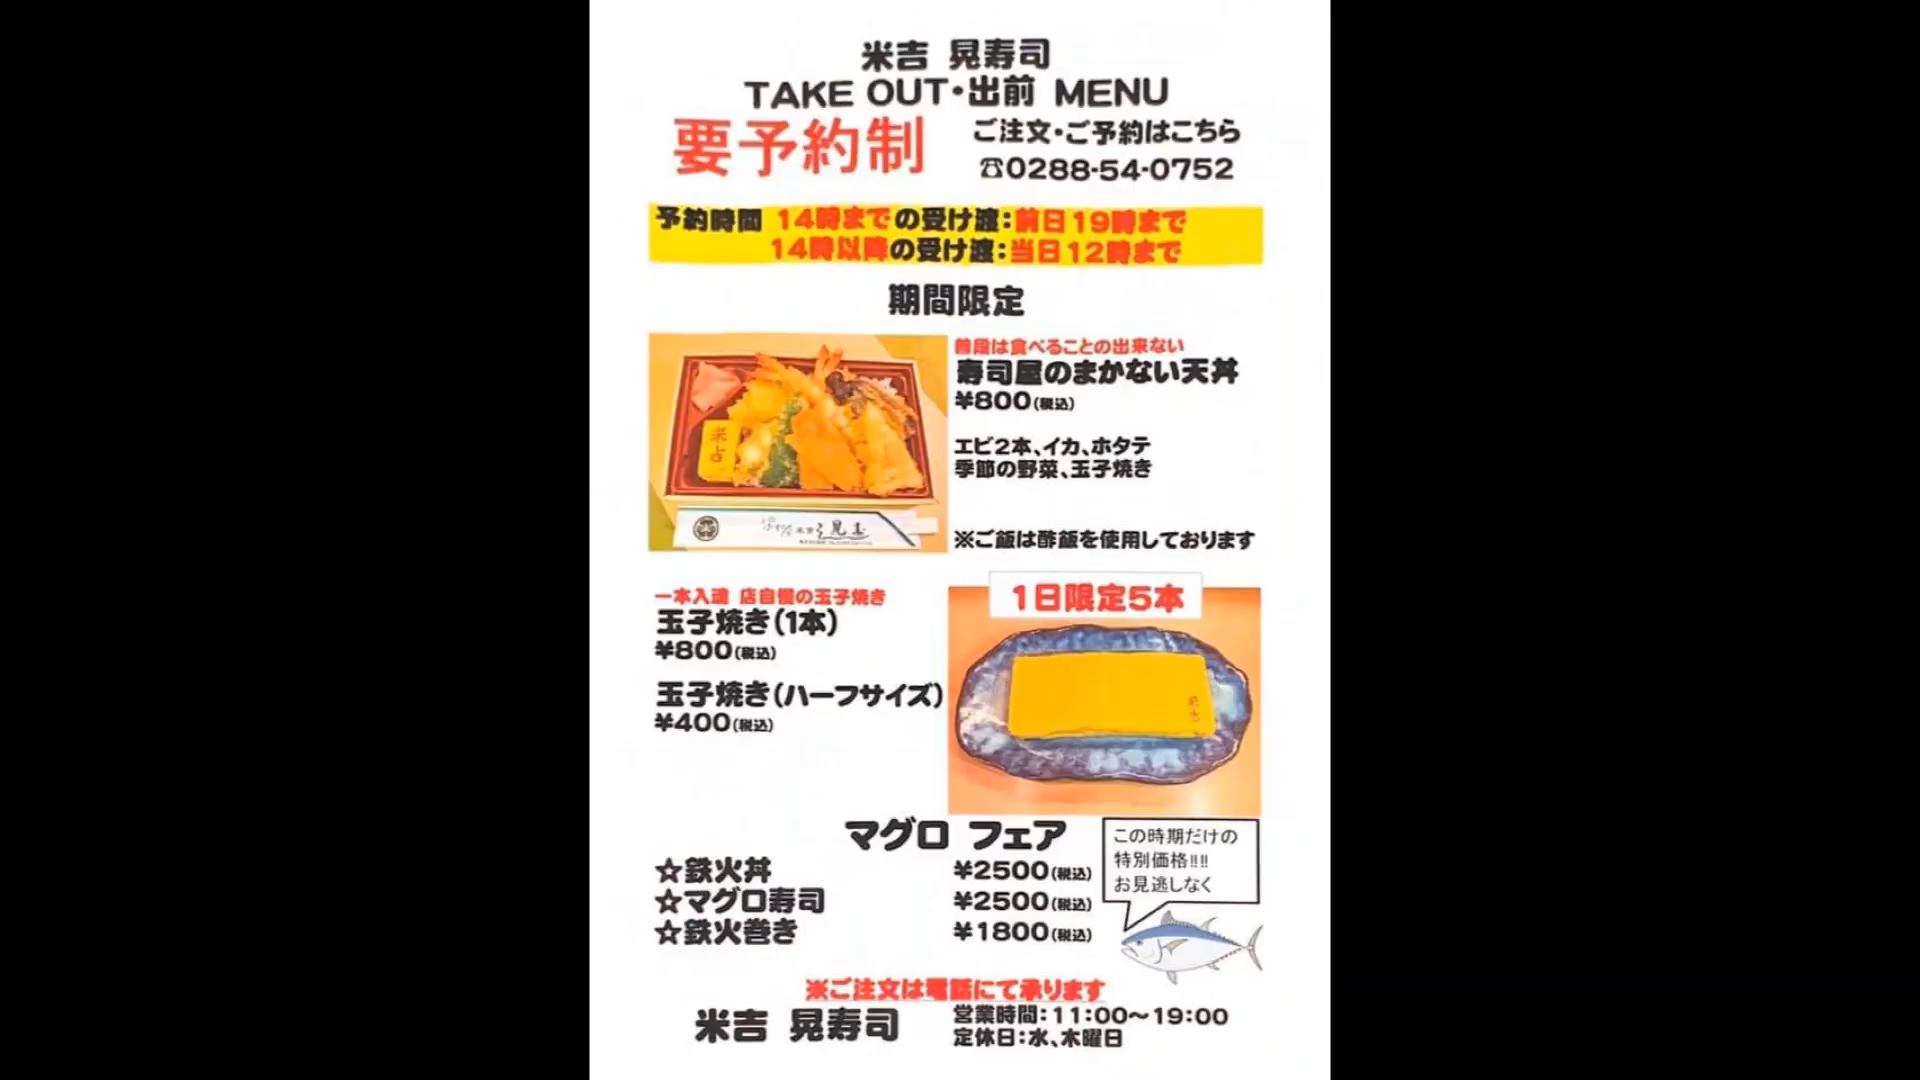 米吉 晃寿司
TAKE OUT・出前 MENU
要予約制
ご注文・ご予約はこちら
☎0288-54-0752
予約時間 14時までの受け渡:前日19時まで
14時以降の受け渡:当日12時まで
期間限定
普段は食べることの出来ない
寿司屋のまかない天丼
¥800(税込)
エビ2本、イカ、ホタテ
季節の野菜、玉子焼き
※ご飯は酢飯を使用しております
米吉
一本入魂 店自慢の玉子焼き
玉子焼き(1本)
¥800(税込)
玉子焼き(ハーフサイズ)
¥400(税込)
1日限定5本
米吉
マグロ フェア
☆鉄火丼 ¥2500(税込)
☆マグロ寿司 ¥2500(税込)
☆鉄火巻き ¥1800(税込)
この時期だけの
特別価格!!!!
お見逃しなく
※ご注文は電話にて承ります
米吉 晃寿司
営業時間:11:00〜19:00
定休日:水、木曜日